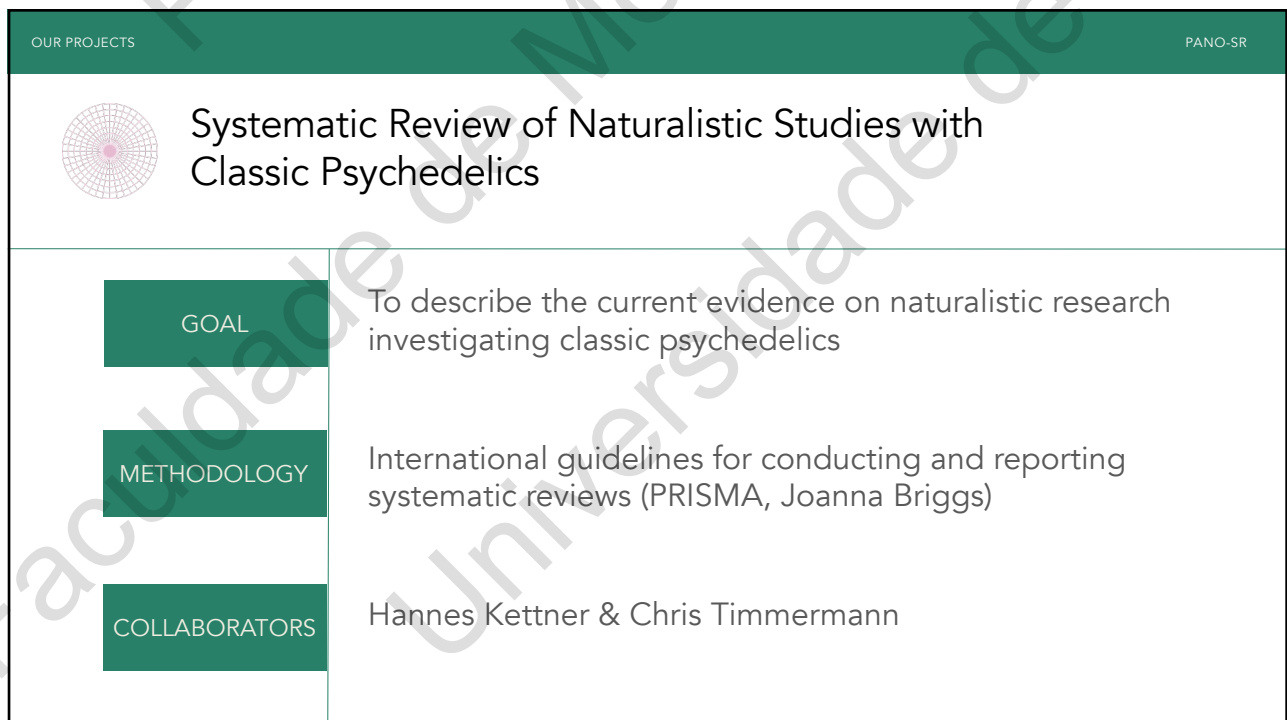 OUR PROJECTS
PANO-SR
Systematic Review of Naturalistic Studies with
Classic Psychedelics
GOAL
To describe the current evidence on naturalistic research
investigating classic psychedelics
METHODOLOGY
International guidelines for conducting and reporting
systematic reviews (PRISMA, Joanna Briggs)
COLLABORATORS
Hannes Kettner & Chris Timmermann
aculdade de M
Universidade de